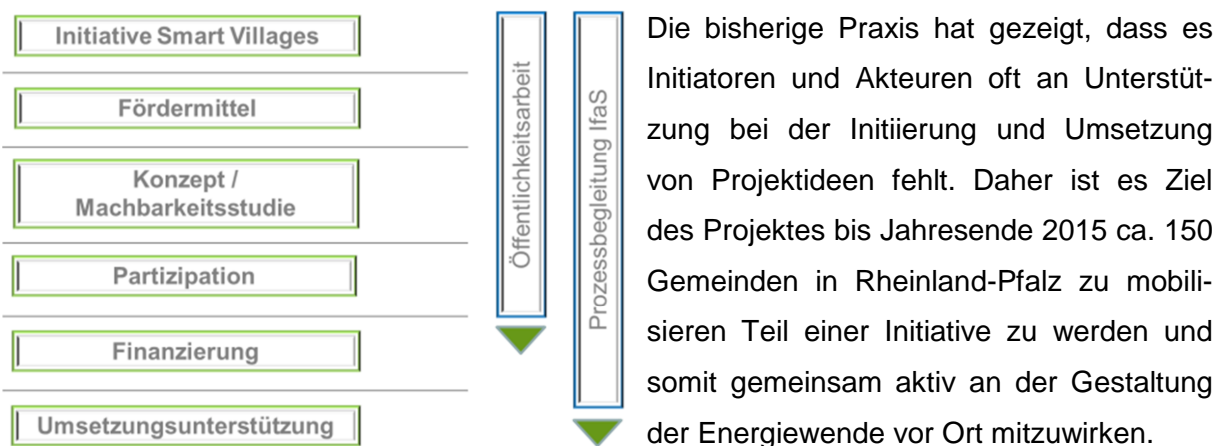 Initiative Smart Villages
Fördermittel
Konzept /
Machbarkeitsstudie
Partizipation
Finanzierung
Umsetzungsunterstützung
Öffentlichkeitsarbeit
Prozessbegleitung IfaS
Die bisherige Praxis hat gezeigt, dass es
Initiatoren und Akteuren oft an Unterstüt-
zung bei der Initiierung und Umsetzung
von Projektideen fehlt. Daher ist es Ziel
des Projektes bis Jahresende 2015 ca. 150
Gemeinden in Rheinland-Pfalz zu mobili-
sieren Teil einer Initiative zu werden und
somit gemeinsam aktiv an der Gestaltung
der Energiewende vor Ort mitzuwirken.